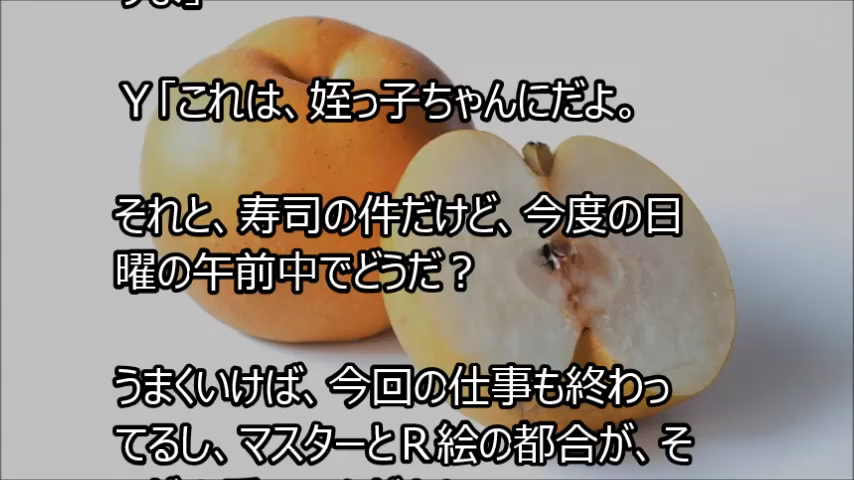 Y「これは、姪っ子ちゃんにだよ。
それと、寿司の件だけど、今度の日
曜の午前中でどうだ？
うまくいけば、今回の仕事も終わっ
てるし、マスターとR絵の都合が、そ